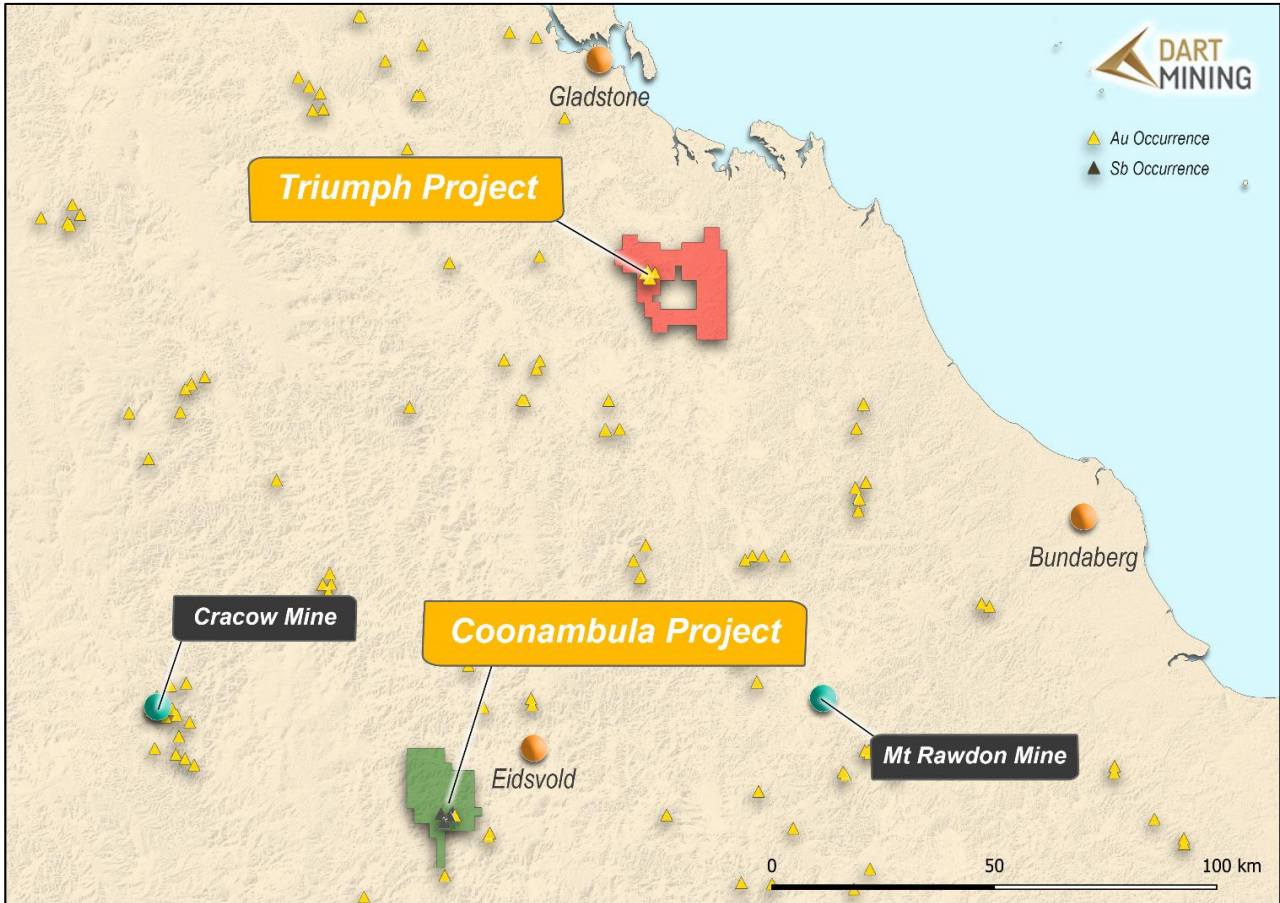 DART
MINING
Au Occurrence
Sb Occurrence
Gladstone
Triumph Project
Bundaberg
Cracow Mine
Coonambula Project
Mt Rawdon Mine
Eidsvold
0 50 100 km